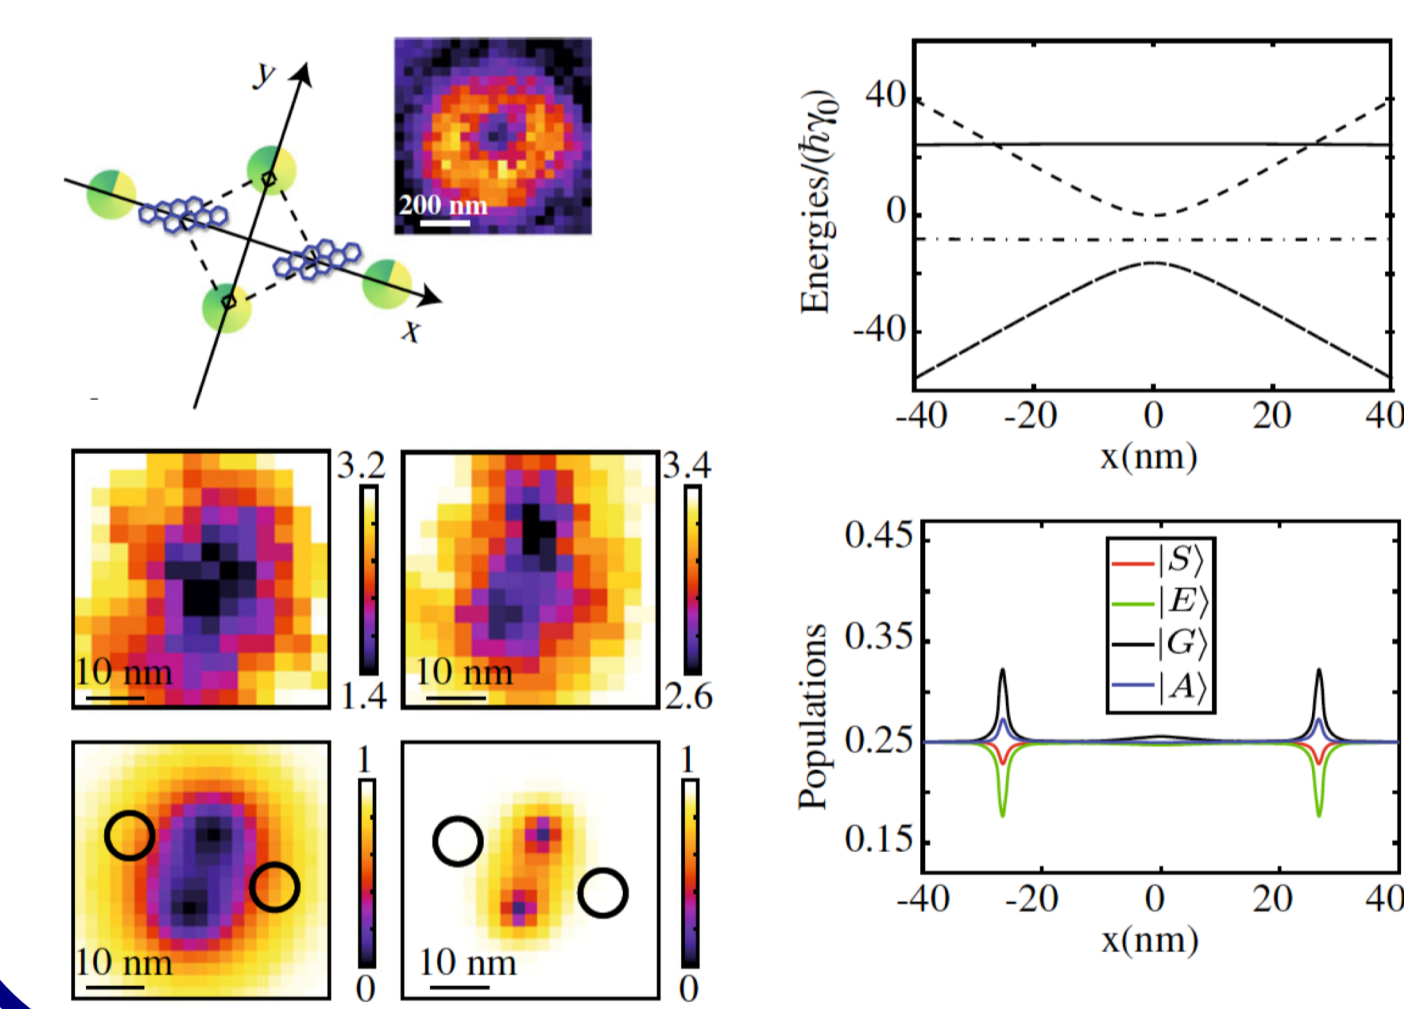 y
x
200 nm
Energies/(ℏγ₀)
40
0
-40
-40 -20 0 20 40
x(nm)
3.2
1.4
10 nm
3.4
2.6
10 nm
1
0
10 nm
1
0
10 nm
Populations
0.45
0.35
0.25
0.15
|S⟩
|E⟩
|G⟩
|A⟩
-40 -20 0 20 40
x(nm)